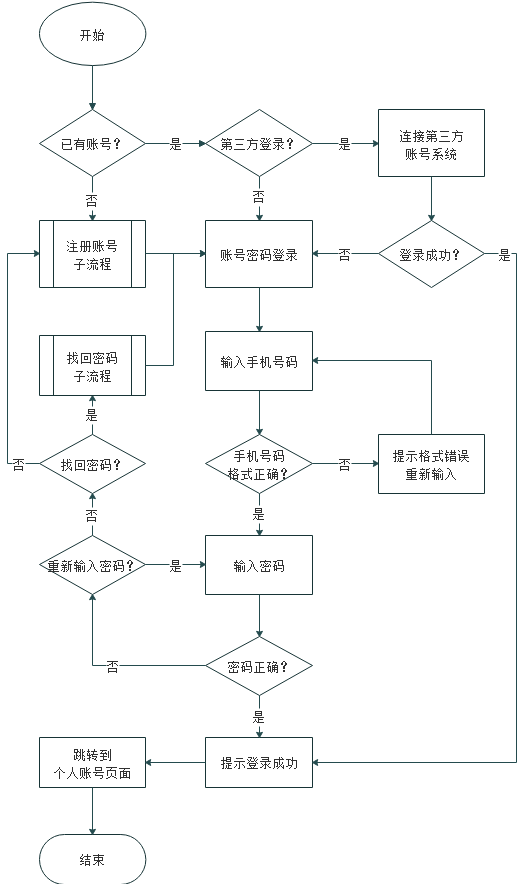 开始
已有账号？
是
第三方登录？
是
连接第三方
账号系统
否
否
注册账号
子流程
账号密码登录
否
登录成功？
是
找回密码
子流程
输入手机号码
是
找回密码？
否
手机号码
格式正确？
否
提示格式错误
重新输入
否
是
重新输入密码？
是
输入密码
否
密码正确？
是
跳转到
个人账号页面
提示登录成功
结束